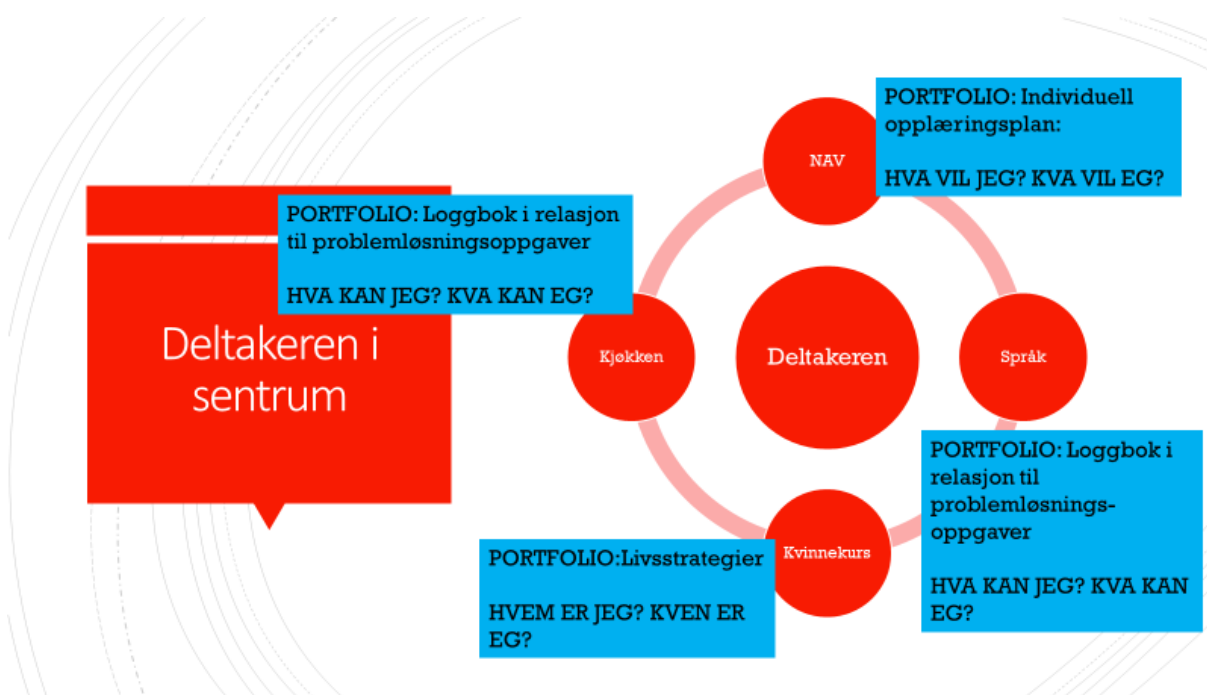 Deltakeren i
sentrum
PORTFOLIO: Loggbok i relasjon
til problemløsningsoppgaver
HVA KAN JEG? KVA KAN EG?
NAV
PORTFOLIO: Individuell
opplæringsplan:
HVA VIL JEG? KVA VIL EG?
Kjøkken
Deltakeren
Språk
PORTFOLIO: Loggbok i
relasjon til
problemløsnings-
oppgaver
HVA KAN JEG? KVA KAN
EG?
Kvinnekurs
PORTFOLIO:Livsstrategier
HVEM ER JEG? KVEN ER
EG?